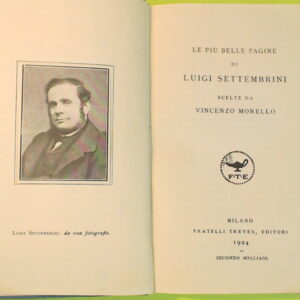 LUIGI SETTEMBRINI: da una fotografia.
LE PIÙ BELLE PAGINE
DI
LUIGI SETTEMBRINI
SCELTE DA
VINCENZO MORELLO
F·T·E
MILANO
FRATELLI TREVES, EDITORI
1924
SECONDO MIGLIAIO.